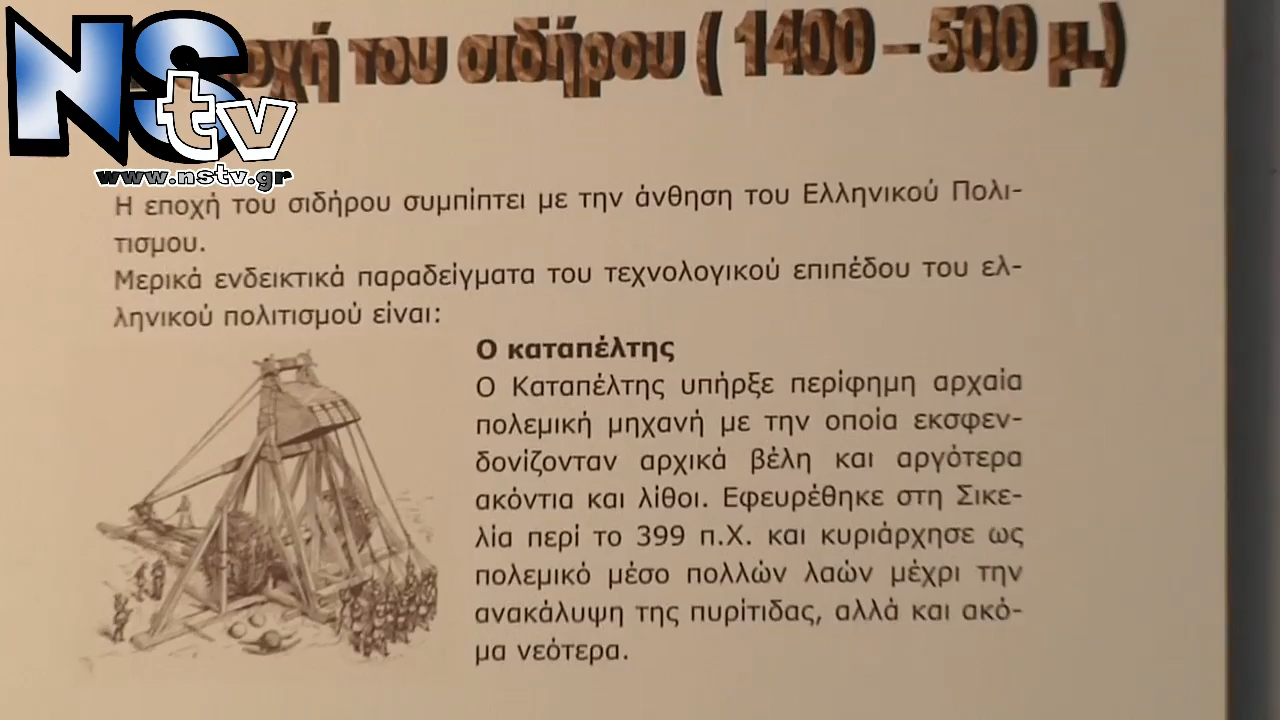 NS tv
www.nstv.gr
του σιδήρου ( 1400 – 500 μ.)
Η εποχή του σιδήρου συμπίπτει με την άνθηση του Ελληνικού Πολι-
τισμου.
Μερικά ενδεικτικά παραδείγματα του τεχνολογικού επιπέδου του ελ-
ληνικού πολιτισμού είναι:
Ο καταπέλτης
Ο Καταπέλτης υπήρξε περίφημη αρχαία
πολεμική μηχανή με την οποία εκσφεν-
δονίζονταν αρχικά βέλη και αργότερα
ακόντια και λίθοι. Εφευρέθηκε στη Σικε-
λία περί το 399 π.Χ. και κυριάρχησε ως
πολεμικό μέσο πολλών λαών μέχρι την
ανακάλυψη της πυρίτιδας, αλλά και ακό-
μα νεότερα.